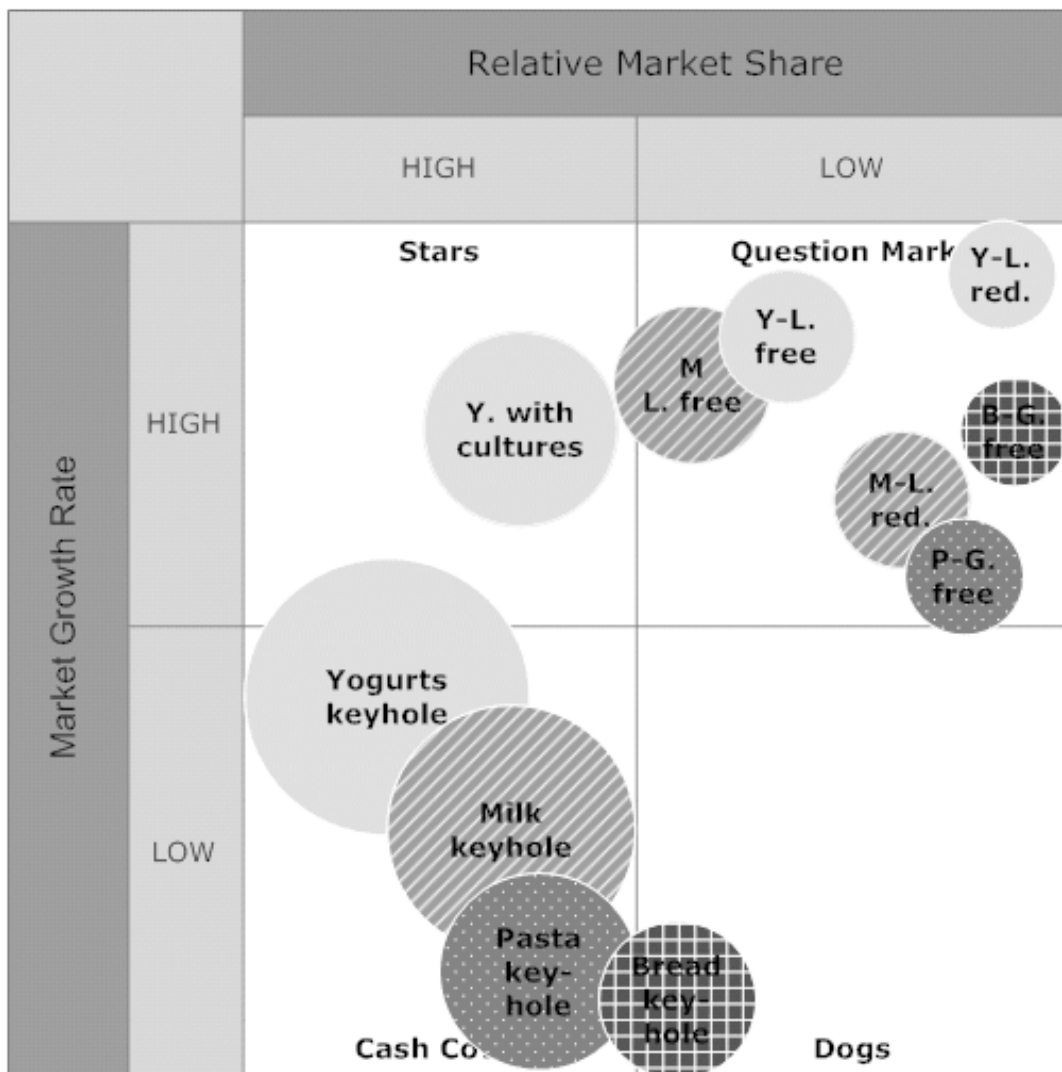 Relative Market Share
HIGH
LOW
Market Growth Rate
HIGH
LOW
Stars
Question Mark
Y-L.
red.
Y-L.
free
M
L. free
Y. with
cultures
B-G.
free
M-L.
red.
P-G.
free
Yogurts
keyhole
Milk
keyhole
Pasta
key-
hole
Bread
key-
hole
Cash Co
Dogs